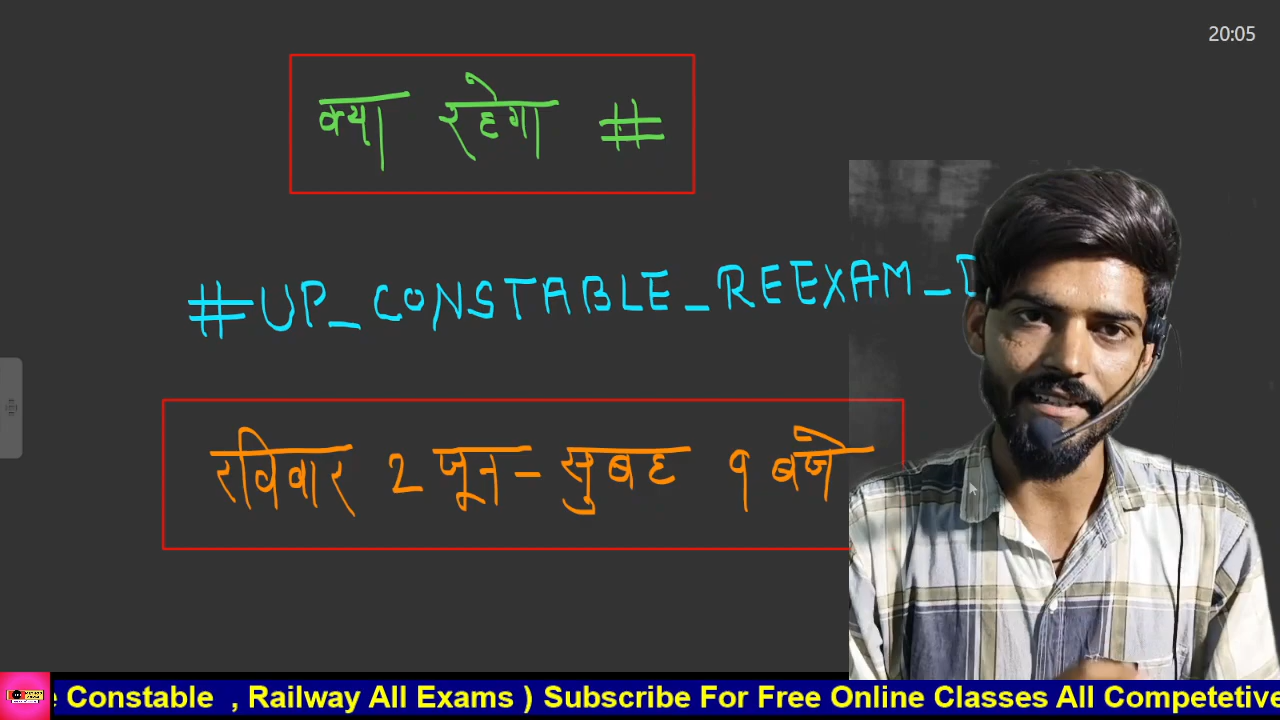 20:05
क्या रहेगा #
#UP_CONSTABLE_REEXAM_D
रविवार 2 जून - सुबह 9 बजे
e Constable , Railway All Exams ) Subscribe For Free Online Classes All Competetive